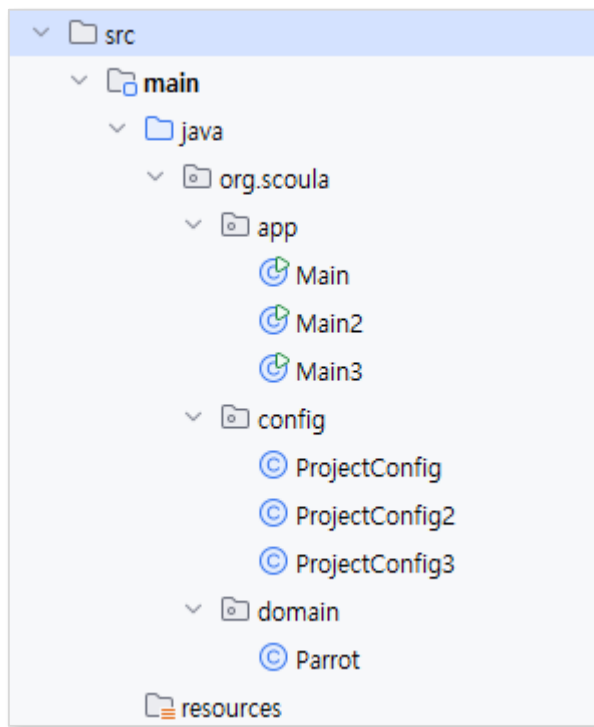 src
main
java
org.scoula
app
Main
Main2
Main3
config
ProjectConfig
ProjectConfig2
ProjectConfig3
domain
Parrot
resources